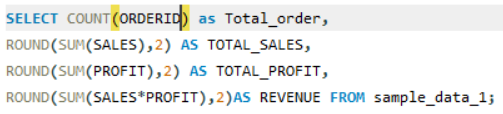 SELECT COUNT(ORDERID) as Total_order,
ROUND(SUM(SALES),2) AS TOTAL_SALES,
ROUND(SUM(PROFIT),2) AS TOTAL_PROFIT,
ROUND(SUM(SALES*PROFIT),2)AS REVENUE FROM sample_data_1;